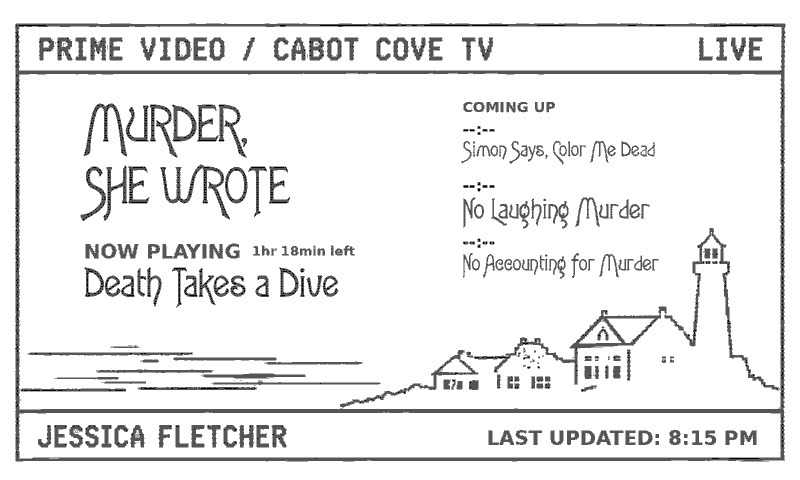 PRIME VIDEO / CABOT COVE TV
LIVE
MURDER,
SHE WROTE
NOW PLAYING 1hr 18min left
Death Takes a Dive
COMING UP
--:--
Simon Says, Color Me Dead
--:--
No Laughing Murder
--:--
No Accounting for Murder
JESSICA FLETCHER
LAST UPDATED: 8:15 PM